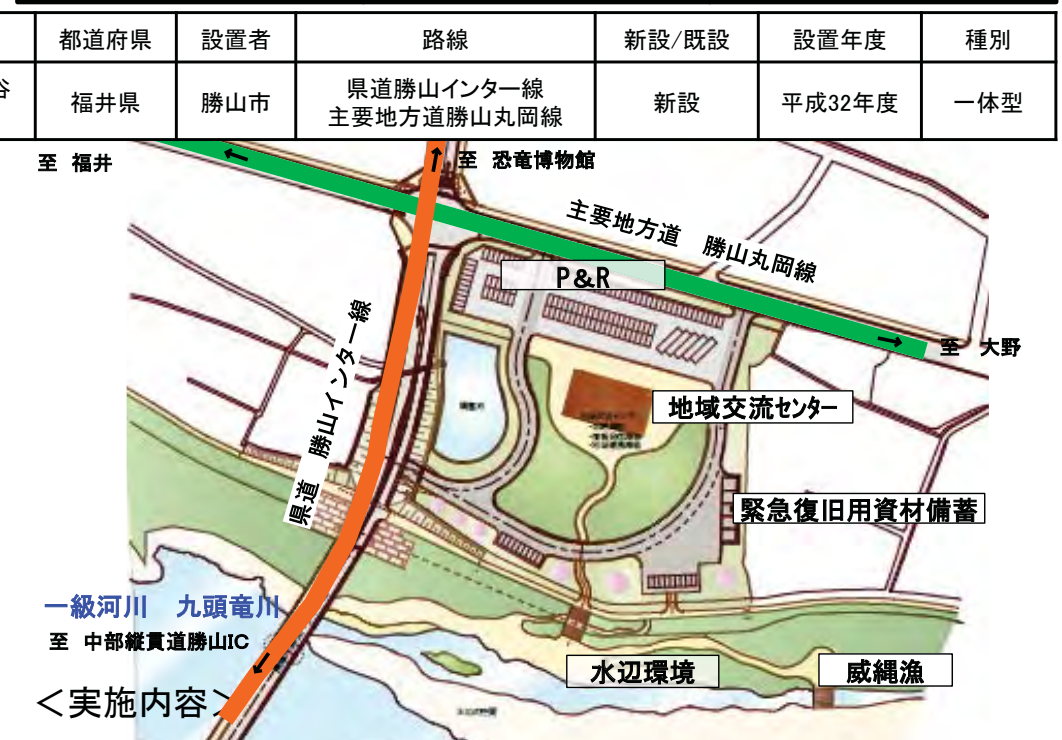 都道府県 設置者 路線 新設/既設 設置年度 種別
谷 福井県 勝山市 県道勝山インター線 新設 平成32年度 一体型
主要地方道勝山丸岡線
至 福井
至 恐竜博物館
主要地方道 勝山丸岡線
P&R
県道 勝山インター線
至 大野
地域交流センター
緊急復旧用資材備蓄
一級河川 九頭竜川
至 中部縦貫道勝山IC
水辺環境
威縄漁
＜実施内容＞